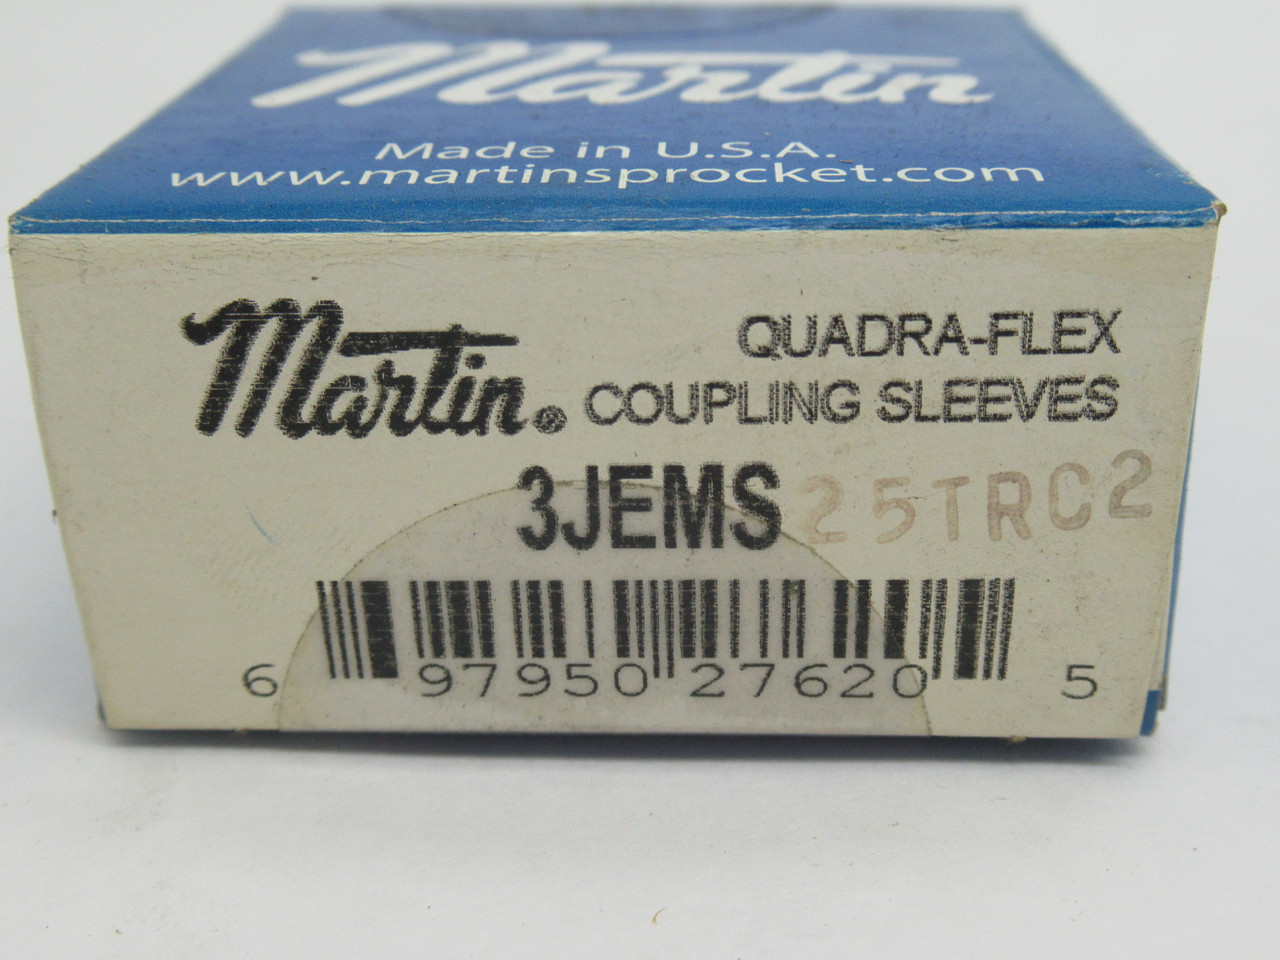 Martin
Made in U.S.A.
www.martinsprocket.com
Martin® QUADRA-FLEX
COUPLING SLEEVES
3JEMS 25TRC2
6 97950 27620 5